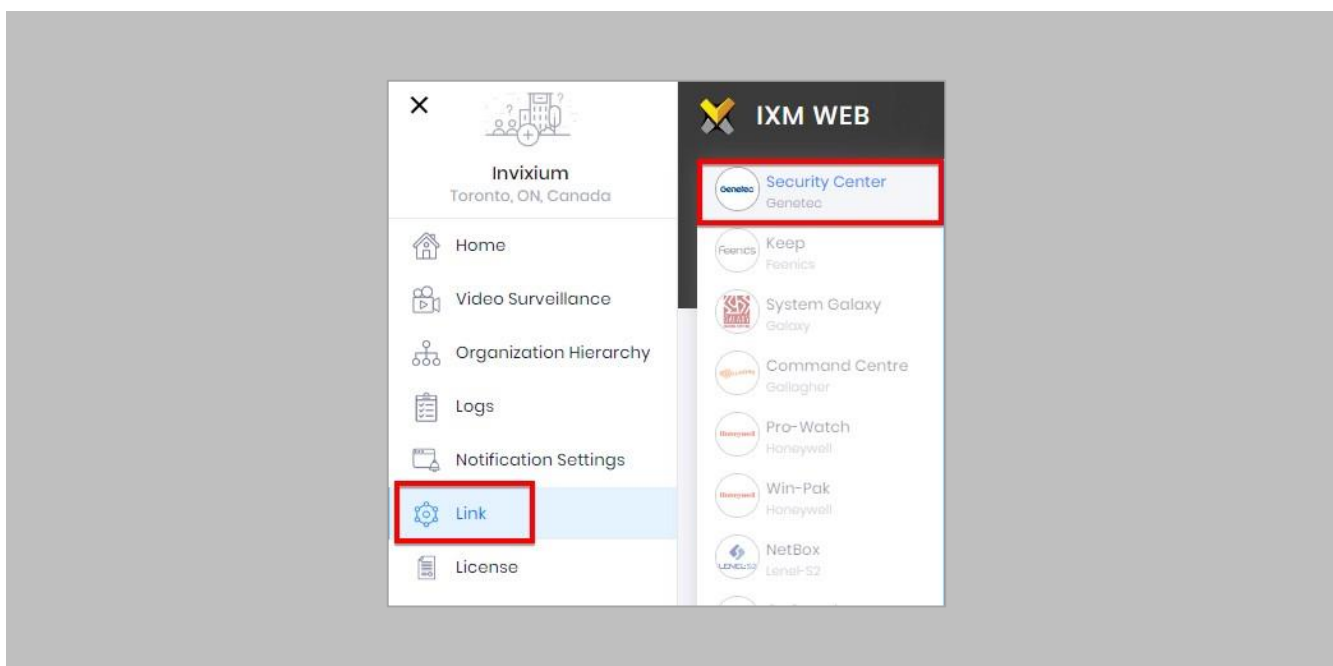 Invixium
Toronto, ON, Canada
Home
Video Surveillance
Organization Hierarchy
Logs
Notification Settings
Link
License
IXM WEB
Genetec
Security Center
Genetec
Feenics
Keep
Feenics
System Galaxy
Galaxy
Command Centre
Gallagher
Honeywell
Pro-Watch
Honeywell
Honeywell
Win-Pak
Honeywell
LENEL·S2
NetBox
Lenel-S2